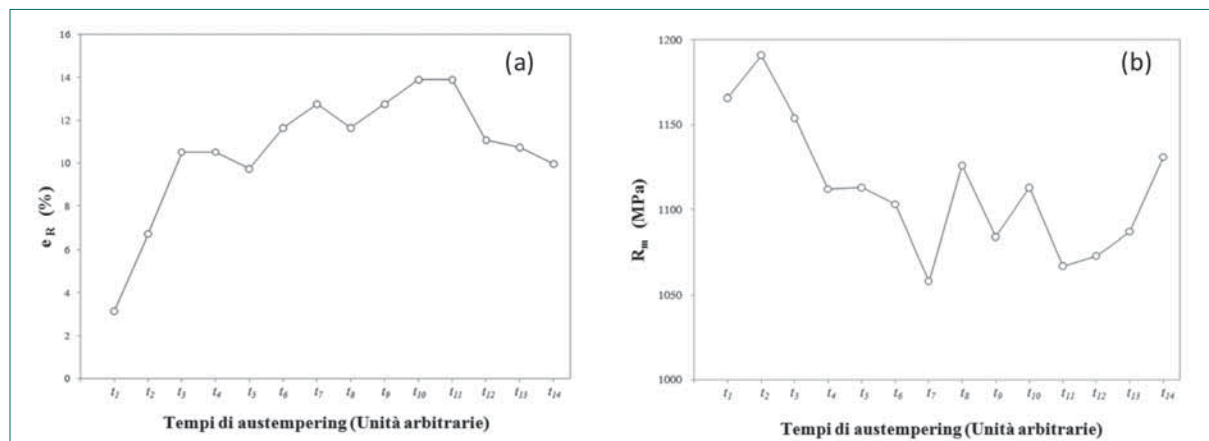 (a)
16
14
12
10
8
6
4
2
0
e R (%)
t1 t2 t3 t4 t5 t6 t7 t8 t9 t10 t11 t12 t13 t14
Tempi di austempering (Unità arbitrarie)
(b)
1200
1150
1100
1050
1000
Rm (MPa)
t1 t2 t3 t4 t5 t6 t7 t8 t9 t10 t11 t12 t13 t14
Tempi di austempering (Unità arbitrarie)